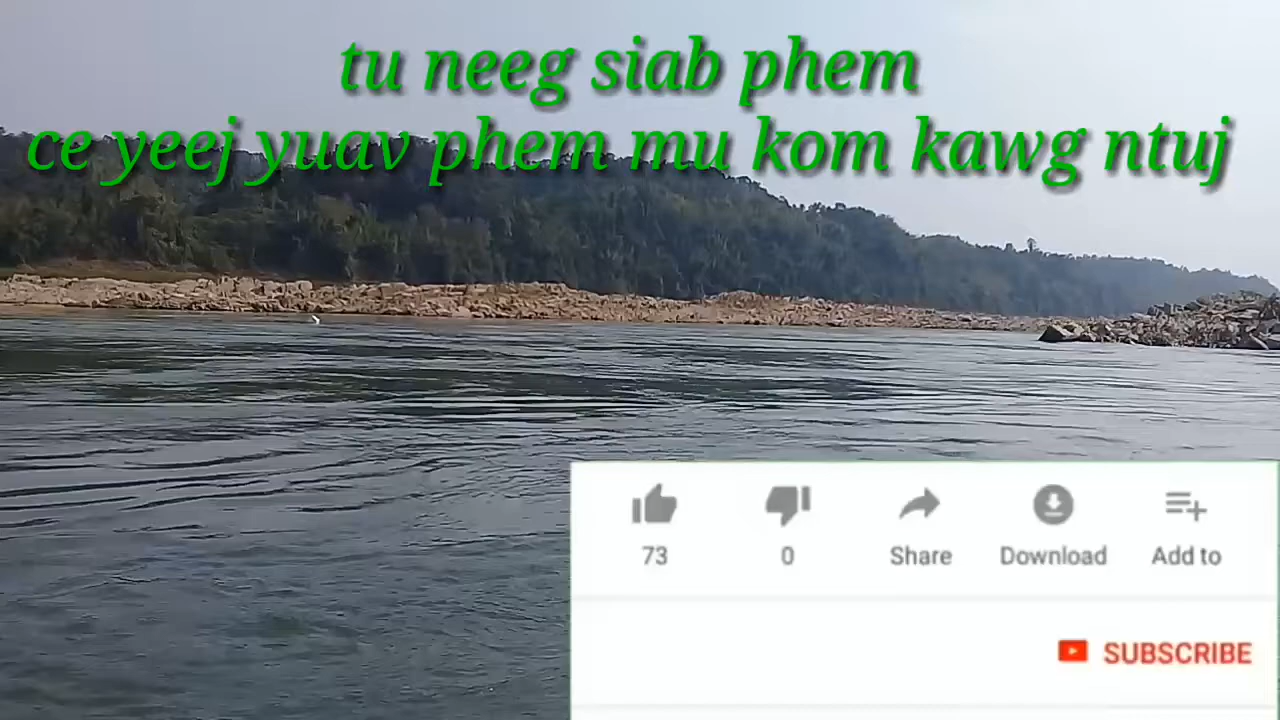 tu neeg siab phem
ce yeej yuav phem mu kom kawg ntuj
73 0 Share Download Add to
SUBSCRIBE